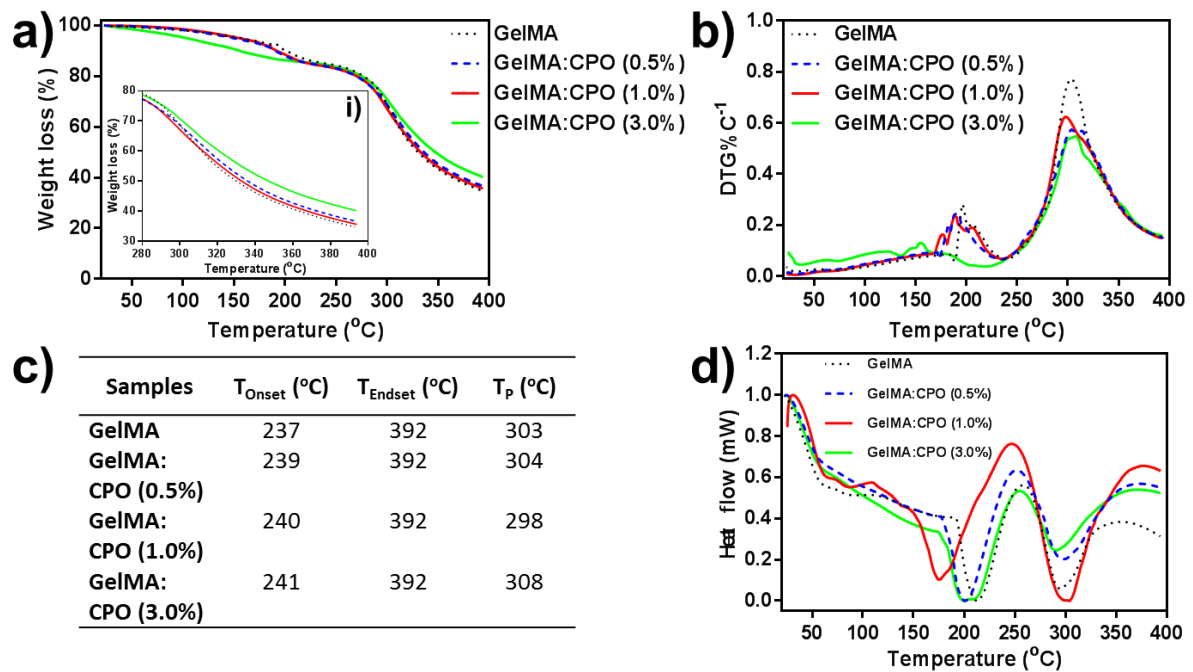 a)
Weight loss (%)
100
80
60
40
20
0
0
50
100
150
200
250
300
350
400
Temperature (°C)
GelMA
GelMA:CPO (0.5%)
GelMA:CPO (1.0%)
GelMA:CPO (3.0%)
i)
Weight loss (%)
80
70
60
50
40
30
280
300
320
340
360
380
400
Temperature (°C)
b)
DTG% C⁻¹
1.0
0.8
0.6
0.4
0.2
0.0
50
100
150
200
250
300
350
400
Temperature (°C)
GelMA
GelMA:CPO (0.5%)
GelMA:CPO (1.0%)
GelMA:CPO (3.0%)
c)
Samples T Onset (°C) T Endset (°C) T P (°C)
GelMA 237 392 303
GelMA: 239 392 304
CPO (0.5%)
GelMA: 240 392 298
CPO (1.0%)
GelMA: 241 392 308
CPO (3.0%)
d)
Heat flow (mW)
1.2
1.0
0.8
0.6
0.4
0.2
0.0
50
100
150
200
250
300
350
400
Temperature (°C)
GelMA
GelMA:CPO (0.5%)
GelMA:CPO (1.0%)
GelMA:CPO (3.0%)